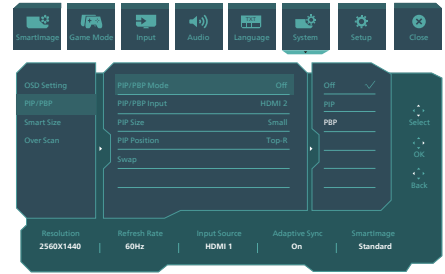 TXT
SmartImage Game Mode Input Audio Language System Setup Close
OSD Setting
PIP/PBP
Smart Size
Over Scan
PIP/PBP Mode Off
PIP/PBP Input HDMI 2
PIP Size Small
PIP Position Top-R
Swap
Off
PIP
PBP
Select
OK
Back
Resolution Refresh Rate Input Source Adaptive Sync SmartImage
2560X1440 | 60Hz | HDMI 1 | On | Standard